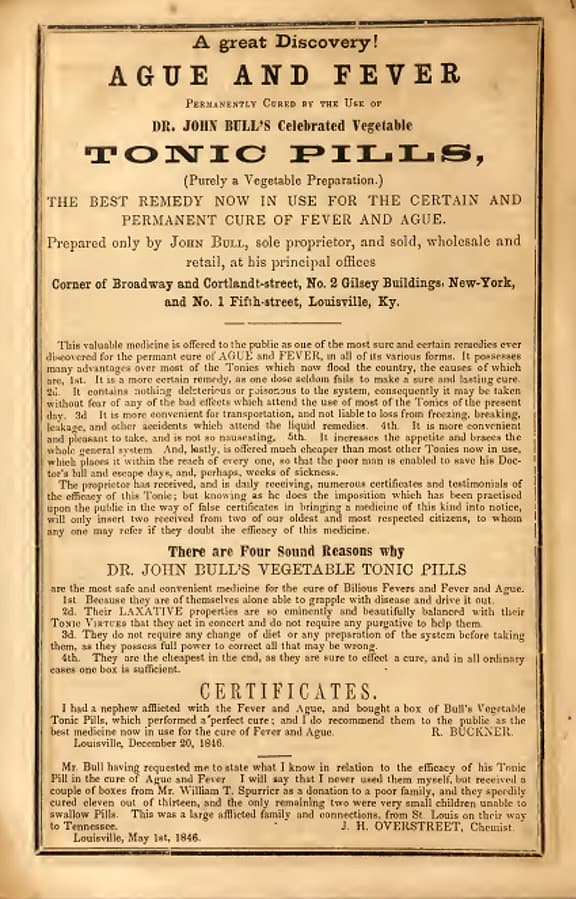 A great Discovery!
AGUE AND FEVER
PERMANENTLY CURED BY THE USE OF
DR. JOHN BULL'S Celebrated Vegetable
TONIC PILLS,
(Purely a Vegetable Preparation.)
THE BEST REMEDY NOW IN USE FOR THE CERTAIN AND
PERMANENT CURE OF FEVER AND AGUE.
Prepared only by JOHN BULL, sole proprietor, and sold, wholesale and
retail, at his principal offices
Corner of Broadway and Cortlandt-street, No. 2 Gilsey Buildings, New-York,
and No. 1 Fifth-street, Louisville, Ky.
This valuable medicine is offered to the public as one of the most sure and certain remedies ever
discovered for the permant cure of AGUE and FEVER, in all of its various forms. It possesses
many advantages over most of the Tonics which now flood the country, the causes of which
are, 1st. It is a more certain remedy, as one dose seldom fails to make a sure and lasting cure.
2d. It contains nothing deleterious or poisonous to the system, consequently it may be taken
without fear of any of the bad effects which attend the use of most of the Tonics of the present
day. 3d It is more convenient for transportation, and not liable to loss from freezing, breaking,
leakage, and other accidents which attend the liquid remedies. 4th. It is more convenient
and pleasant to take, and is not so nauseating. 5th. It increases the appetite and braces the
whole general system And, lastly, is offered much cheaper than most other Tonics now in use,
which places it within the reach of every one, so that the poor man is enabled to save his Doc-
tor's bill and escape days, and, perhaps, weeks of sickness.
The proprietor has received, and is daily receiving, numerous certificates and testimonials of
the efficacy of this Tonic; but knowing as he does the imposition which has been practised
upon the public in the way of false certificates in bringing a medicine of this kind into notice,
will only insert two received from two of our oldest and most respected citizens, to whom
any one may refer if they doubt the efficacy of this medicine.
There are Four Sound Reasons why
DR. JOHN BULL'S VEGETABLE TONIC PILLS
are the most safe and convenient medicine for the cure of Bilious Fevers and Fever and Ague.
1st Because they are of themselves alone able to grapple with disease and drive it out.
2d. Their LAXATIVE properties are so eminently and beautifully balanced with their
TONIC VIRTUES that they act in concert and do not require any purgative to help them.
3d. They do not require any change of diet or any preparation of the system before taking
them, as they possess full power to correct all that may be wrong.
4th. They are the cheapest in the end, as they are sure to effect a cure, and in all ordinary
cases one box is sufficient.
CERTIFICATES.
I had a nephew afflicted with the Fever and Ague, and bought a box of Bull's Vegetable
Tonic Pills, which performed a perfect cure; and I do recommend them to the public as the
best medicine now in use for the cure of Fever and Ague. R. BUCKNER.
Louisville, December 20, 1846.
Mr. Bull having requested me to state what I know in relation to the efficacy of his Tonic
Pill in the cure of Ague and Fever I will say that I never used them myself, but received a
couple of boxes from Mr. William T. Spurrier as a donation to a poor family, and they speedily
cured eleven out of thirteen, and the only remaining two were very small children unable to
swallow Pills. This was a large afflicted family and connections, from St. Louis on their way
to Tennessee. J. H. OVERSTREET, Chemist.
Louisville, May 1st, 1846.